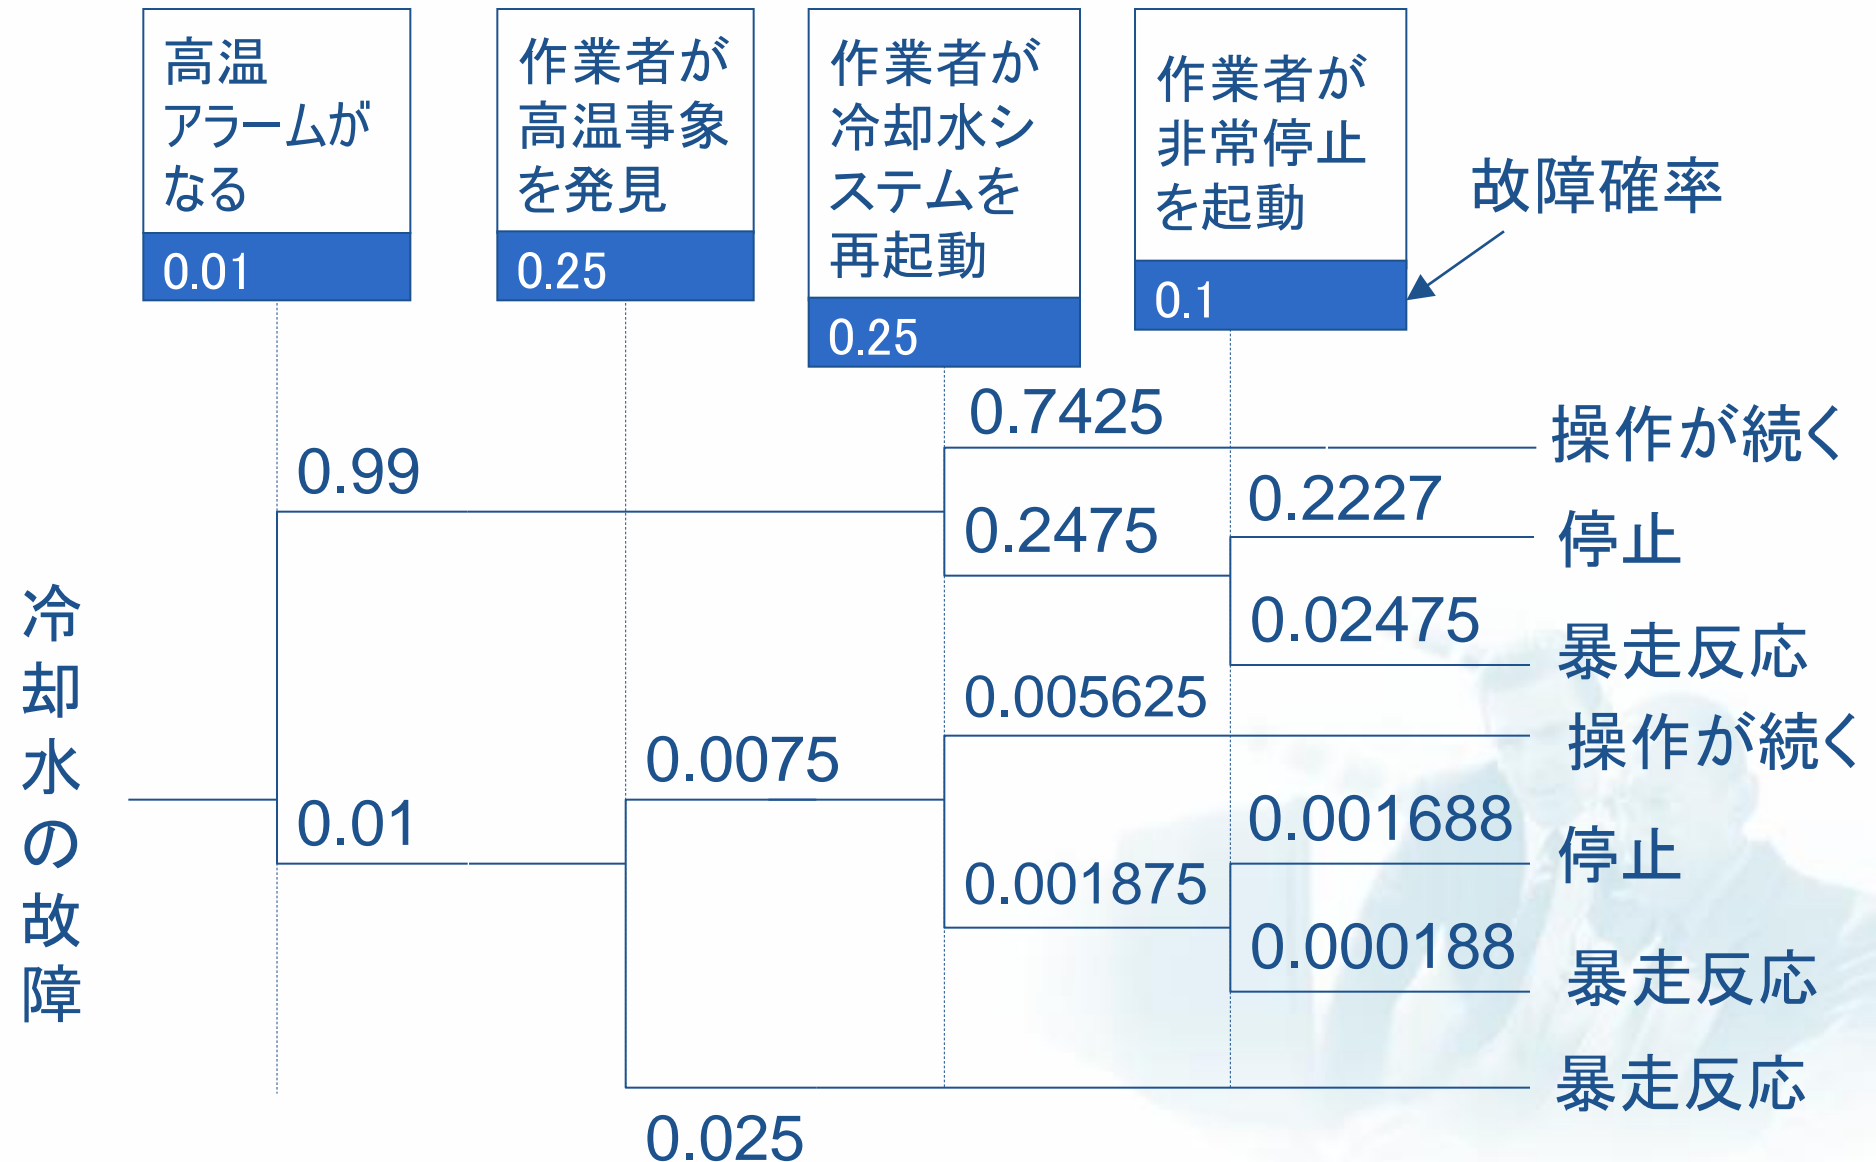 高温
アラームが
なる
0.01
作業者が
高温事象
を発見
0.25
作業者が
冷却水シ
ステムを
再起動
0.25
作業者が
非常停止
を起動
0.1
故障確率
冷却水の故障
0.99
0.01
0.0075
0.025
0.7425
0.2475
0.005625
0.001875
0.2227
0.02475
0.001688
0.000188
操作が続く
停止
暴走反応
操作が続く
停止
暴走反応
暴走反応